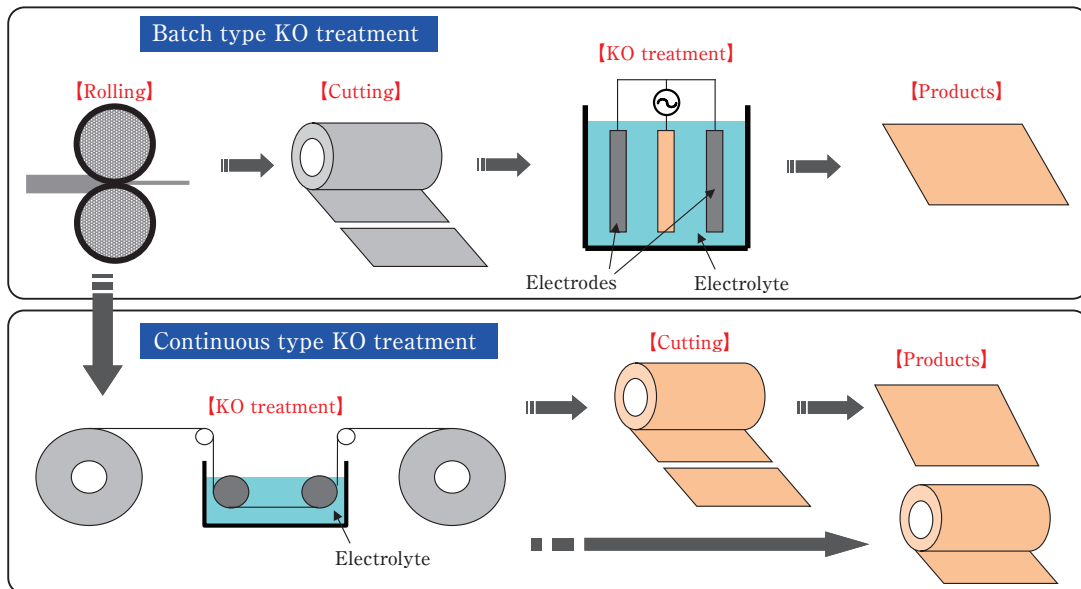 Batch type KO treatment
【Rolling】
【Cutting】
【KO treatment】
【Products】
Electrodes
Electrolyte
Continuous type KO treatment
【KO treatment】
【Cutting】
【Products】
Electrolyte